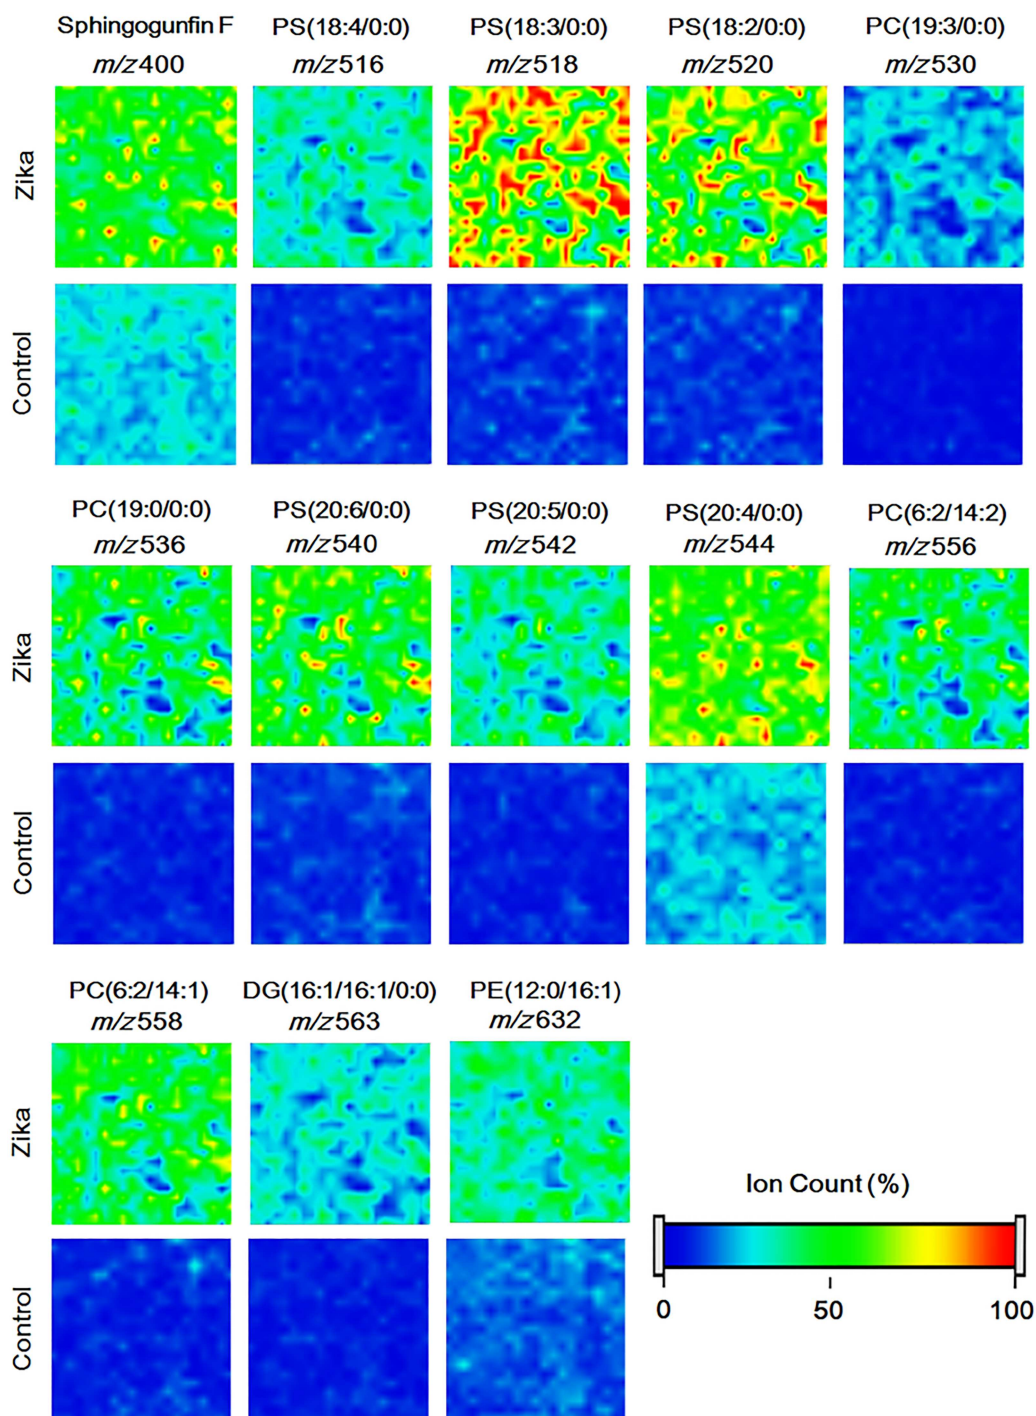 Sphingogunfin F PS(18:4/0:0) PS(18:3/0:0) PS(18:2/0:0) PC(19:3/0:0)
m/z400 m/z516 m/z518 m/z520 m/z530
Zika
Control
PC(19:0/0:0) PS(20:6/0:0) PS(20:5/0:0) PS(20:4/0:0) PC(6:2/14:2)
m/z536 m/z540 m/z542 m/z544 m/z556
Zika
Control
PC(6:2/14:1) DG(16:1/16:1/0:0) PE(12:0/16:1)
m/z558 m/z563 m/z632
Zika
Control
Ion Count (%)
0 50 100